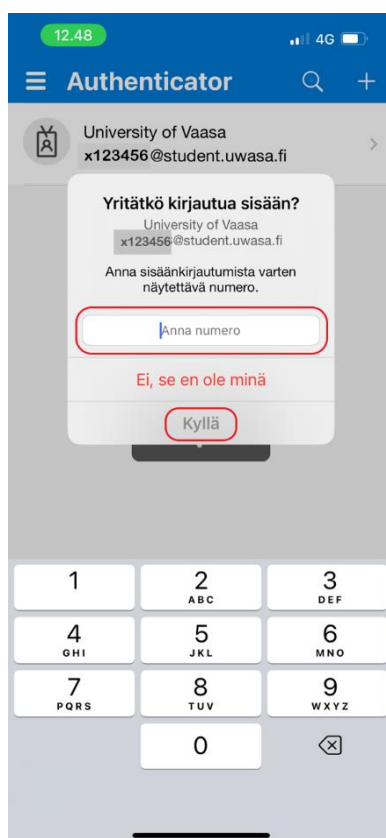 12.48
4G
Authenticator
University of Vaasa
x123456@student.uwasa.fi
Yritätkö kirjautua sisään?
University of Vaasa
x123456@student.uwasa.fi
Anna sisäänkirjautumista varten
näytettävä numero.
Anna numero
Ei, se en ole minä
Kyllä
1
2
ABC
3
DEF
4
GHI
5
JKL
6
MNO
7
PQRS
8
TUV
9
WXYZ
0